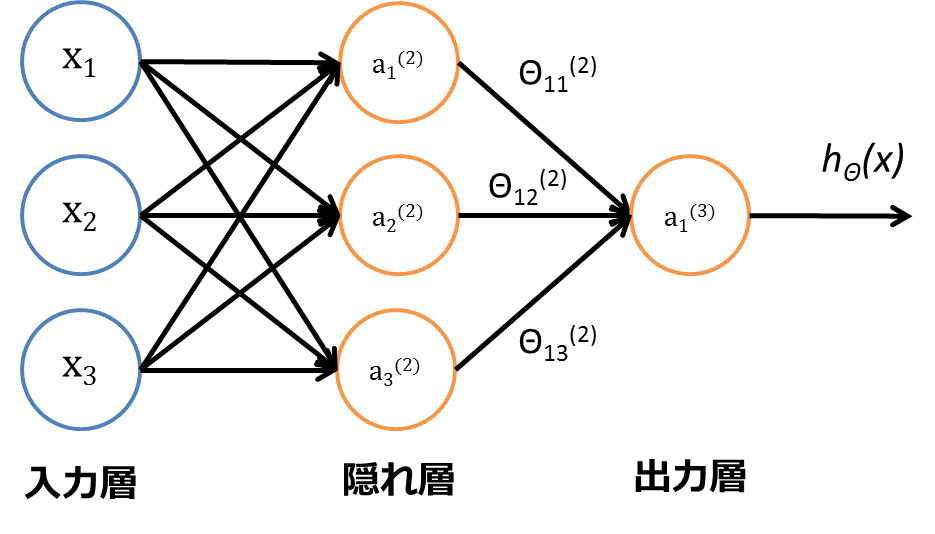 x₁
a₁⁽²⁾
Θ₁₁⁽²⁾
x₂
a₂⁽²⁾
Θ₁₂⁽²⁾
a₁⁽³⁾
hΘ(x)
x₃
a₃⁽²⁾
Θ₁₃⁽²⁾
入力層
隠れ層
出力層